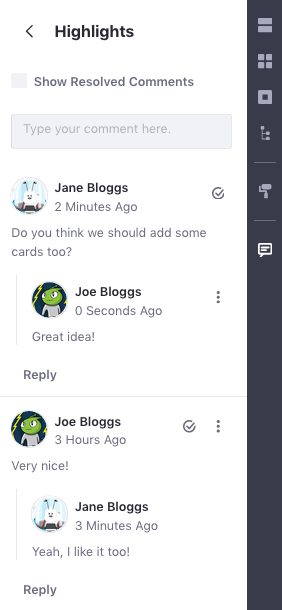 Highlights
Show Resolved Comments
Type your comment here.
Jane Bloggs
2 Minutes Ago
Do you think we should add some
cards too?
Joe Bloggs
0 Seconds Ago
Great idea!
Reply
Joe Bloggs
3 Hours Ago
Very nice!
Jane Bloggs
3 Minutes Ago
Yeah, I like it too!
Reply